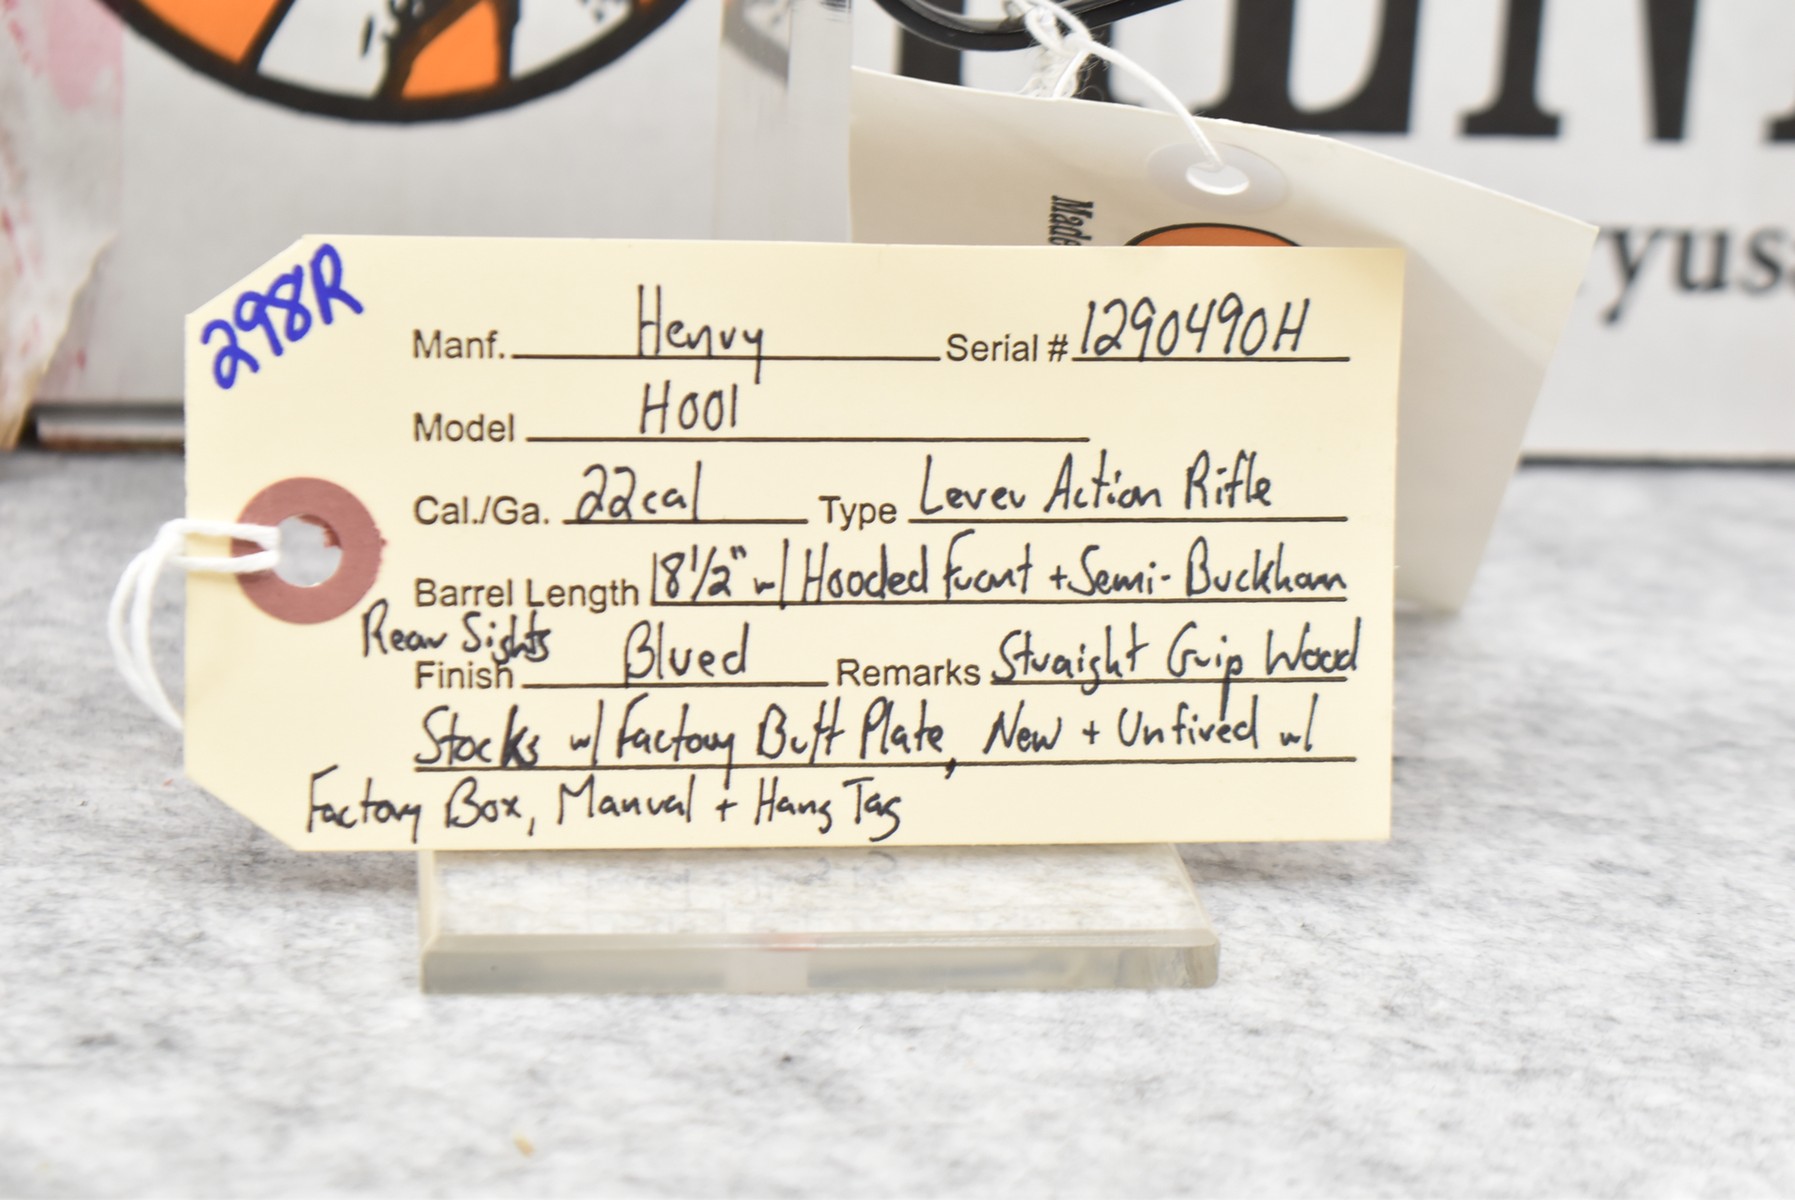 298R
Manf. Henry Serial # 1290490H
Model H001
Cal./Ga. 22cal Type Lever Action Rifle
Barrel Length 18 1/2" w/ Hooded Front + Semi-Buckhorn
Rear Sights
Finish Blued Remarks Straight Grip Wood
Stocks w/ Factory Butt Plate, New + Unfired w/
Factory Box, Manual + Hang Tag
Made